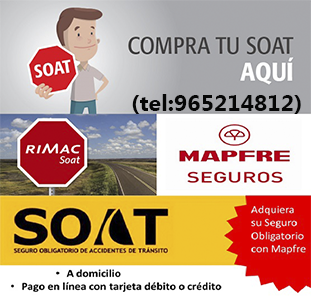 COMPRA TU SOAT
AQUÍ
(tel:965214812)
SOAT
RIMAC
Soat
MAPFRE
SEGUROS
SOAT
SEGURO OBLIGATORIO DE ACCIDENTES DE TRÁNSITO
Adquiera
su Seguro
Obligatorio
con Mapfre
• A domicilio
• Pago en línea con tarjeta débito o crédito